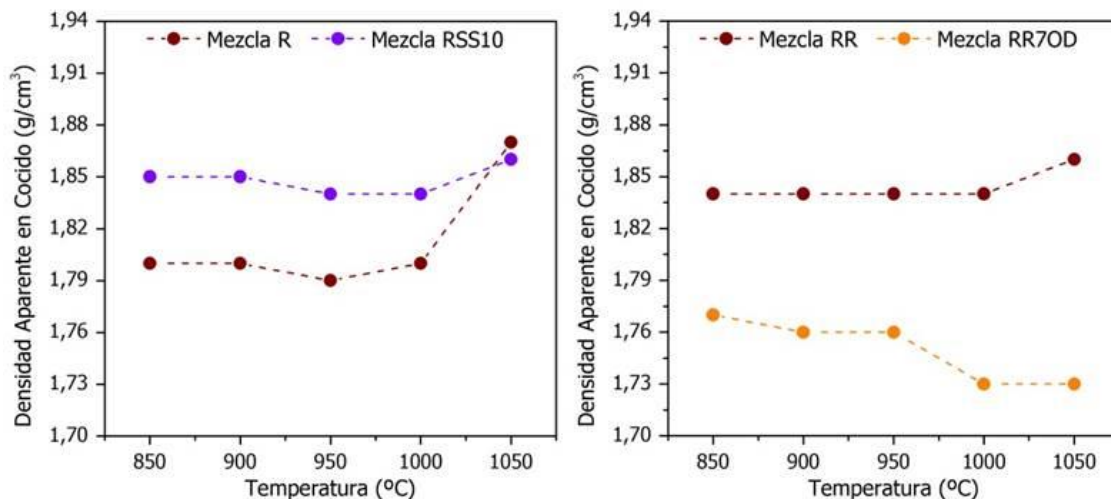 Densidad Aparente en Cocido (g/cm³)
1,94
1,91
1,88
1,85
1,82
1,79
1,76
1,73
1,70
Mezcla R Mezcla RSS10
850 900 950 1000 1050
Temperatura (ºC)
Densidad Aparente en Cocido (g/cm³)
1,94
1,91
1,88
1,85
1,82
1,79
1,76
1,73
1,70
Mezcla RR Mezcla RR7OD
850 900 950 1000 1050
Temperatura (ºC)